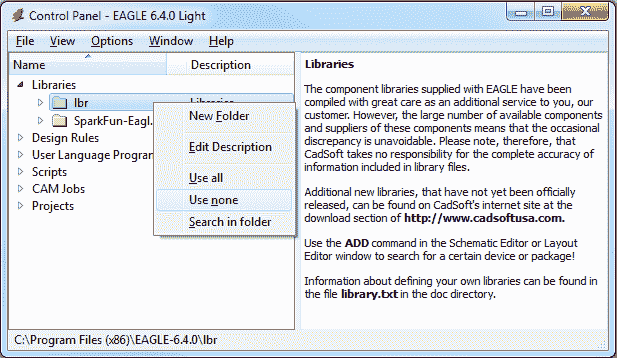 Control Panel - EAGLE 6.4.0 Light
File View Options Window Help
Name Description
Libraries
lbr Libraries
SparkFun-Eagl.
Design Rules
User Language Program
Scripts
CAM Jobs
Projects
New Folder
Edit Description
Use all
Use none
Search in folder
Libraries
The component libraries supplied with EAGLE have been
compiled with great care as an additional service to you, our
customer. However, the large number of available components
and suppliers of these components means that the occasional
discrepancy is unavoidable. Please note, therefore, that
CadSoft takes no responsibility for the complete accuracy of
information included in library files.
Additional new libraries, that have not yet been officially
released, can be found on CadSoft's internet site at the
download section of http://www.cadsoftusa.com.
Use the ADD command in the Schematic Editor or Layout
Editor window to search for a certain device or package!
Information about defining your own libraries can be found in
the file library.txt in the doc directory.
C:\Program Files (x86)\EAGLE-6.4.0\lbr